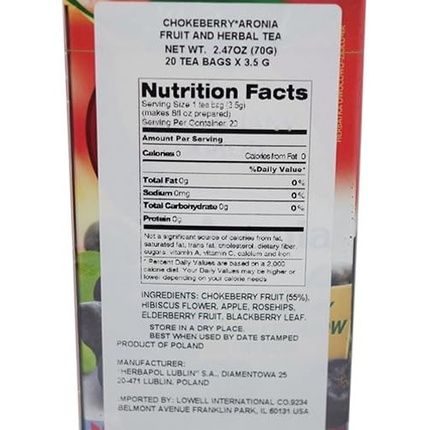 CHOKEBERRY*ARONIA
FRUIT AND HERBAL TEA
NET WT. 2.47OZ (70G)
20 TEA BAGS X 3.5 G
Nutrition Facts
Serving Size 1 tea bag (3.5g)
(makes 8fl oz prepared)
Serving Per Container 20
Amount Per Serving
Calories 0 Calories from Fat 0
%Daily Value*
Total Fat 0g 0%
Sodium 0mg 0%
Total Carbohydrate 0g 0%
Protein 0g
Not a significant source of calories from fat,
saturated fat, trans fat, cholesterol, dietary fiber,
sugars, vitamin A, vitamin C, calcium and iron
* Percent Daily Values are based on a 2,000
calorie diet. Your Daily Values may be higher or
lower depending on your calorie needs
INGREDIENTS: CHOKEBERRY FRUIT (55%),
HIBISCUS FLOWER, APPLE, ROSEHIPS,
ELDERBERRY FRUIT, BLACKBERRY LEAF.
STORE IN A DRY PLACE.
BEST WHEN USED BY DATE STAMPED
PRODUCT OF POLAND
MANUFACTURER:
"HERBAPOL LUBLIN" S.A., DIAMENTOWA 25
20-471 LUBLIN, POLAND
IMPORTED BY: LOWELL INTERNATIONAL CO.9234
BELMONT AVENUE FRANKLIN PARK, IL 60131 USA